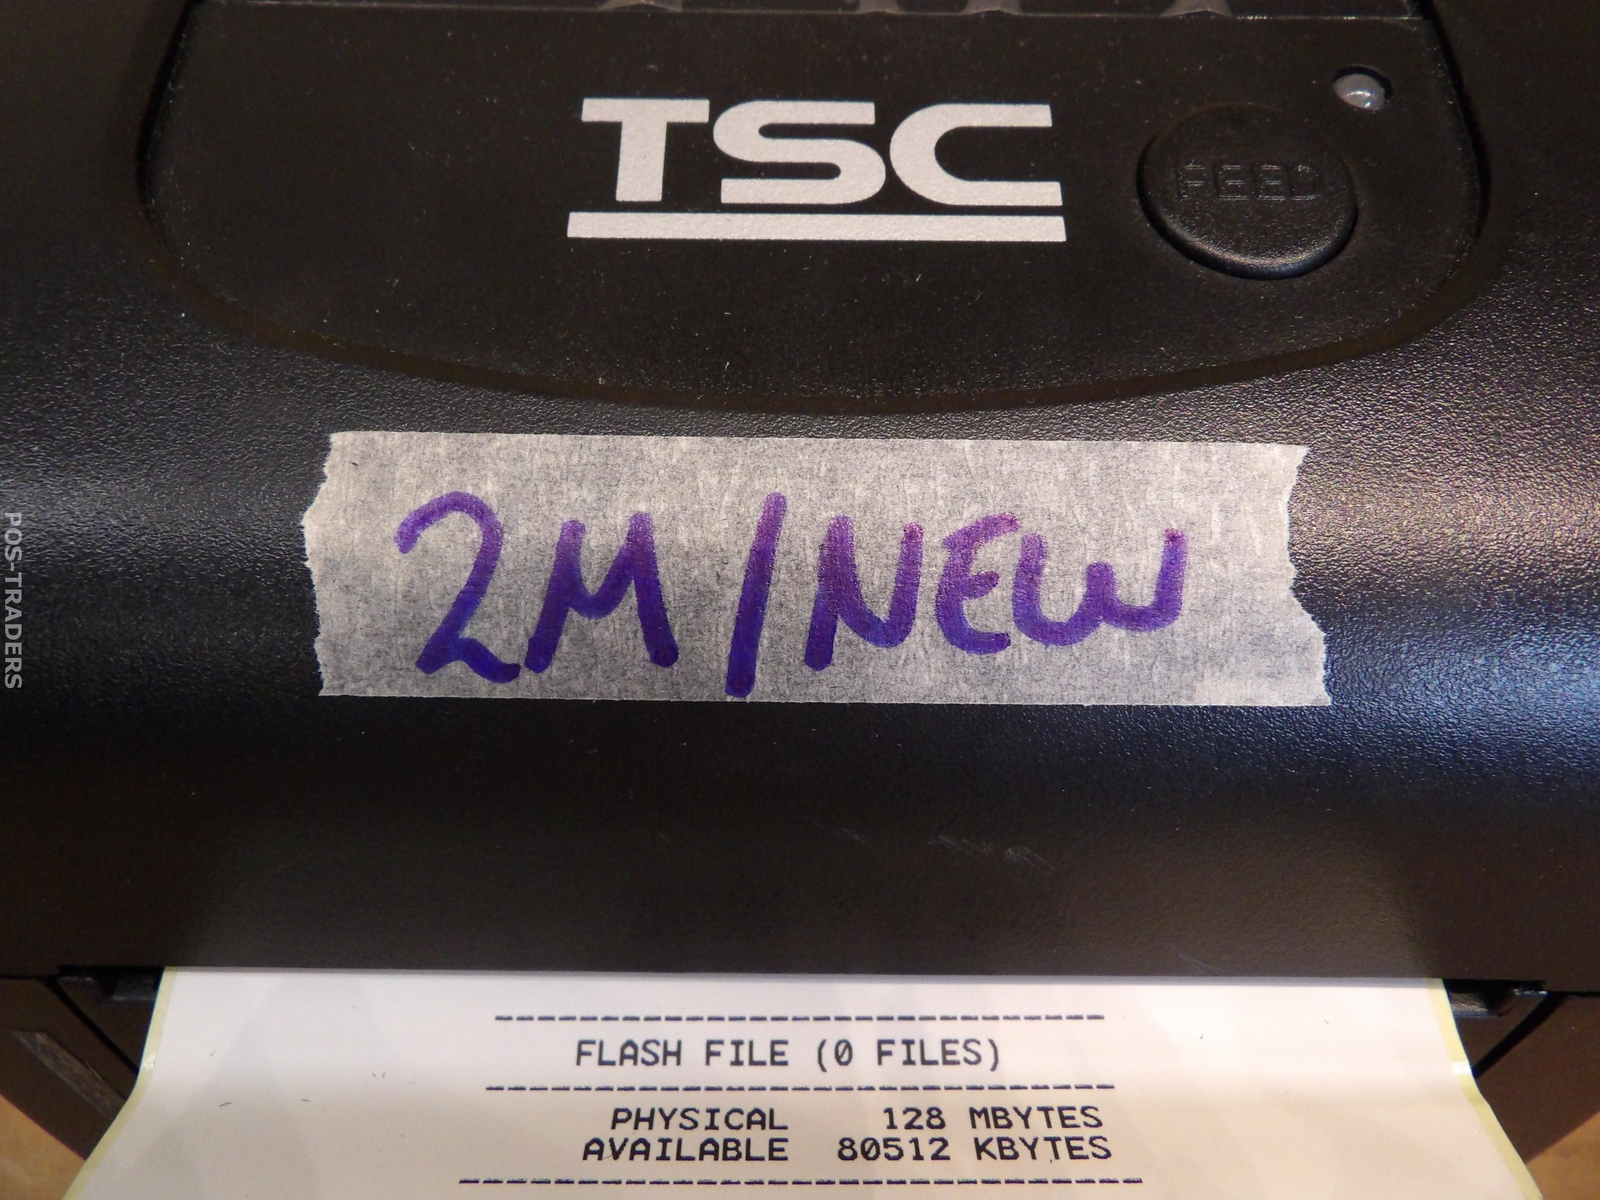 TSC
FEED
2M/NEW
POS-TRADERS
------------------------------
FLASH FILE (0 FILES)
------------------------------
PHYSICAL 128 MBYTES
AVAILABLE 80512 KBYTES
------------------------------